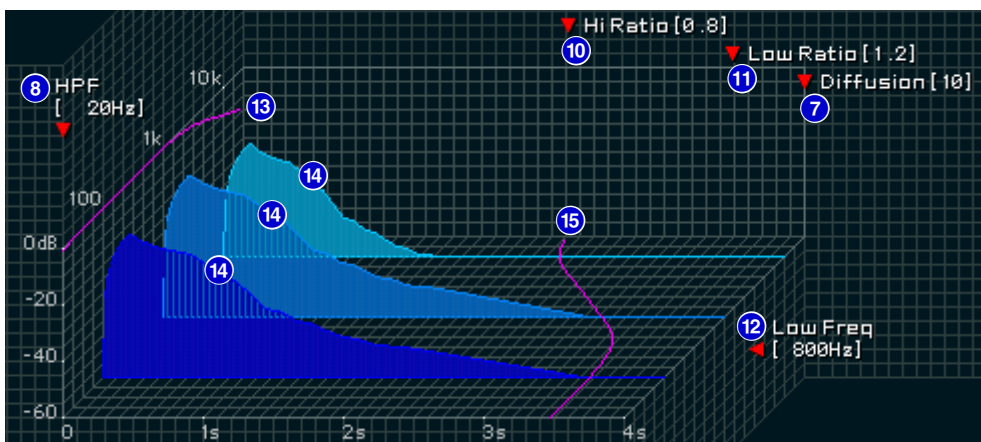 Hi Ratio [0.8]
10
Low Ratio [1.2]
11
Diffusion [10]
7
8 HPF
[ 20Hz]
10k
13
1k
100
14
14
14
15
0dB
-20
-40
-60
12 Low Freq
[ 800Hz]
0 1s 2s 3s 4s